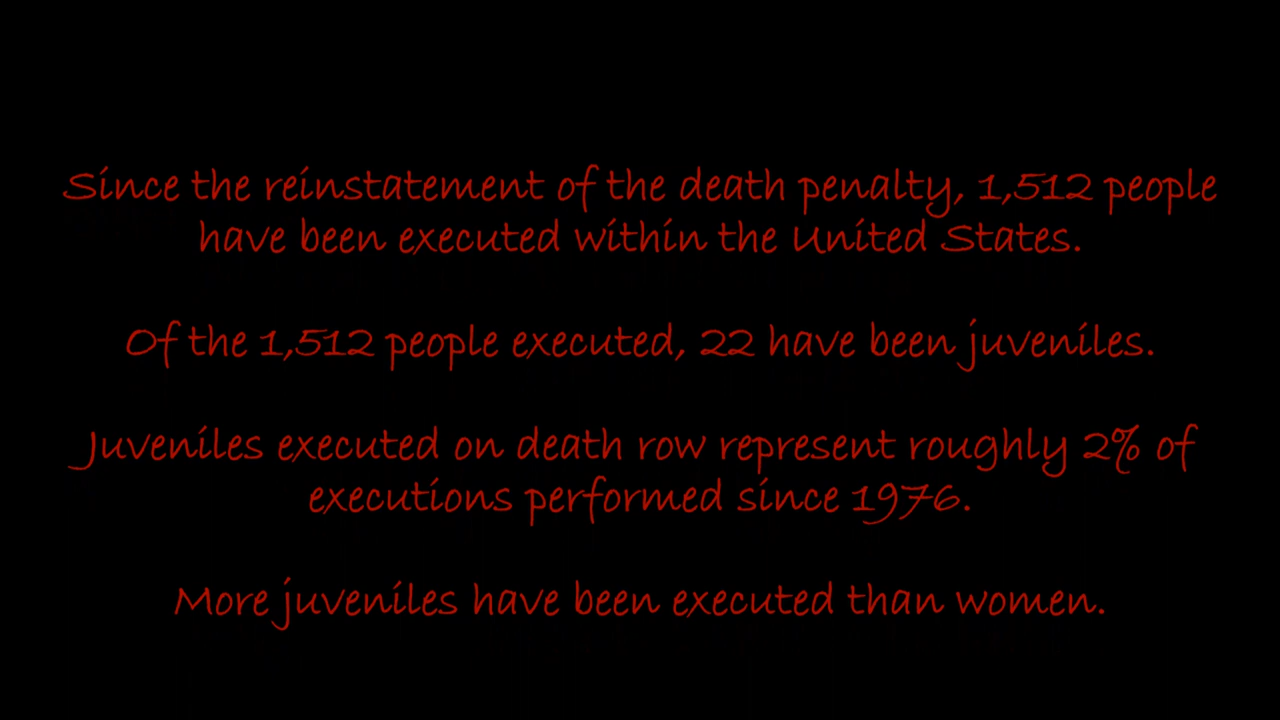 Since the reinstatement of the death penalty, 1,512 people
have been executed within the United States.
Of the 1,512 people executed, 22 have been juveniles.
Juveniles executed on death row represent roughly 2% of
executions performed since 1976.
More juveniles have been executed than women.